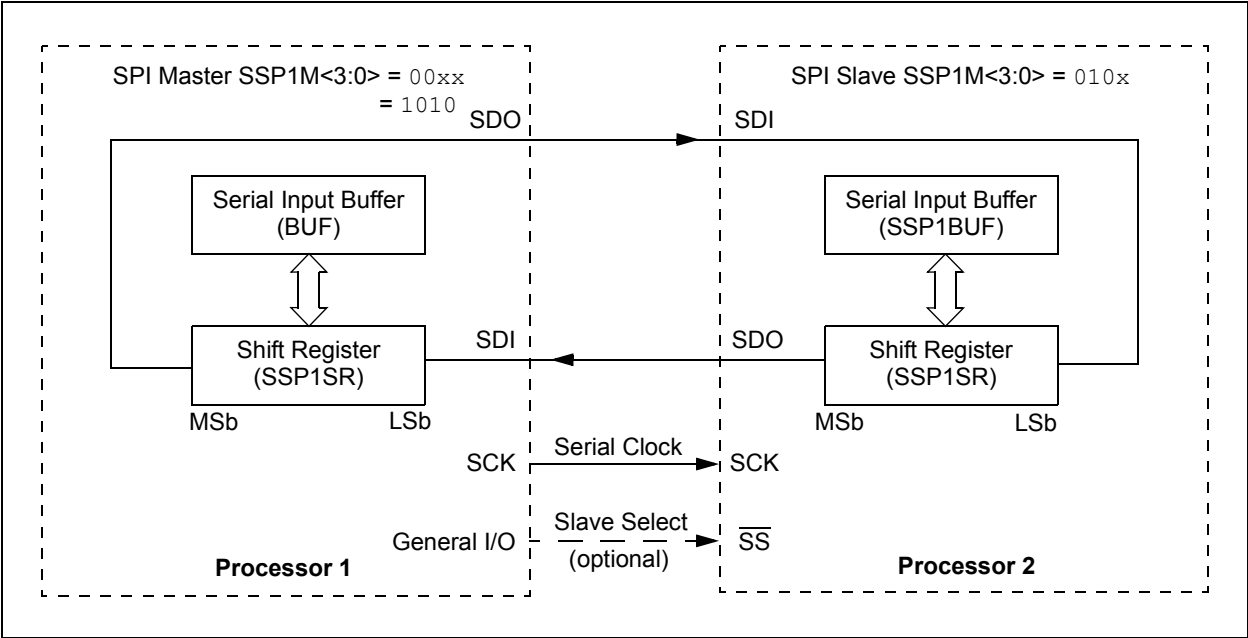 SPI Master SSP1M<3:0> = 00xx
= 1010
SDO
Serial Input Buffer
(BUF)
Shift Register
(SSP1SR)
MSb
LSb
SDI
SCK
General I/O
Processor 1
Serial Clock
Slave Select
(optional)
SPI Slave SSP1M<3:0> = 010x
SDI
Serial Input Buffer
(SSP1BUF)
SDO
Shift Register
(SSP1SR)
MSb
LSb
SCK
S̅S̅
Processor 2